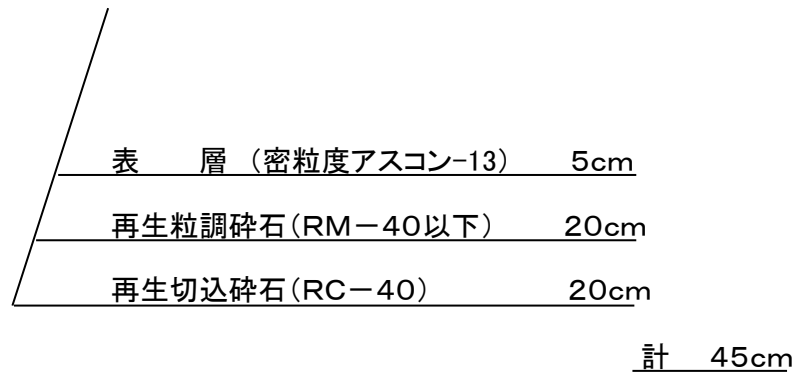 表　　層　（密粒度アスコン-13）　　5cm
再生粒調砕石（RM－40以下）　　20cm
再生切込砕石（RC－40）　　20cm
計　45cm